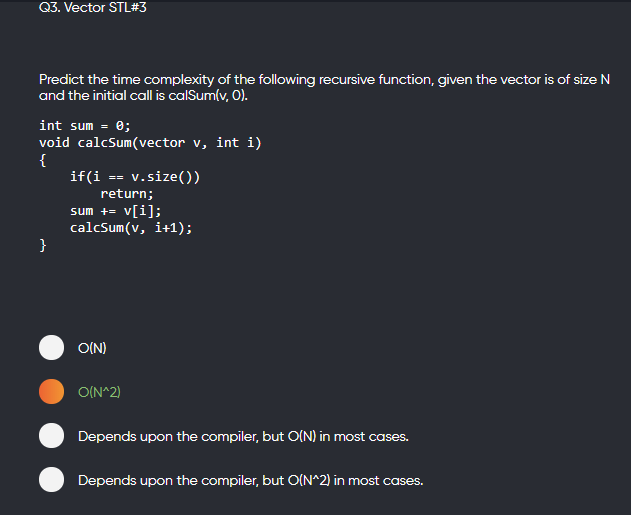 Q3. Vector STL#3
Predict the time complexity of the following recursive function, given the vector is of size N
and the initial call is calSum(v, 0).
int sum = 0;
void calcSum(vector v, int i)
{
    if(i == v.size())
        return;
    sum += v[i];
    calcSum(v, i+1);
}
O(N)
O(N^2)
Depends upon the compiler, but O(N) in most cases.
Depends upon the compiler, but O(N^2) in most cases.